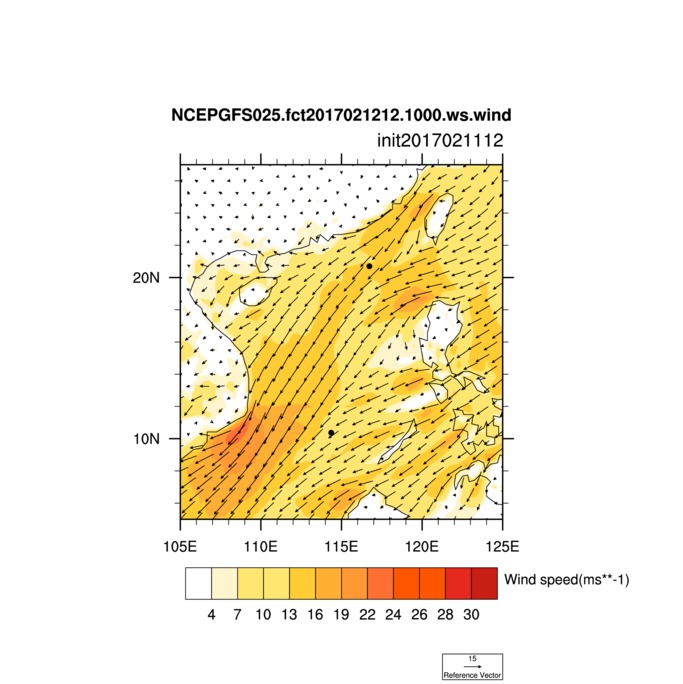 NCEPGFS025.fct2017021212.1000.ws.wind
init2017021112
20N
10N
105E 110E 115E 120E 125E
Wind speed(ms**-1)
4 7 10 13 16 19 22 24 26 28 30
15
Reference Vector